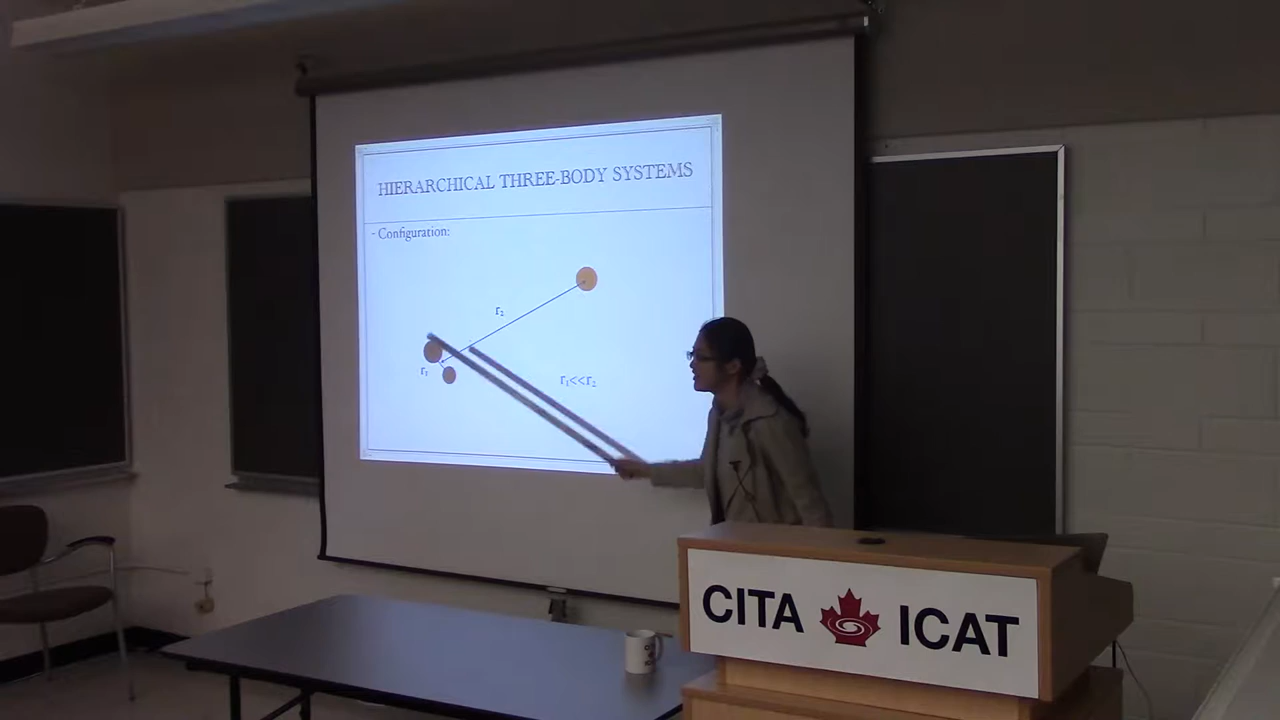 HIERARCHICAL THREE-BODY SYSTEMS
- Configuration:
r₂
r₁
r₁<<r₂
CITA ICAT